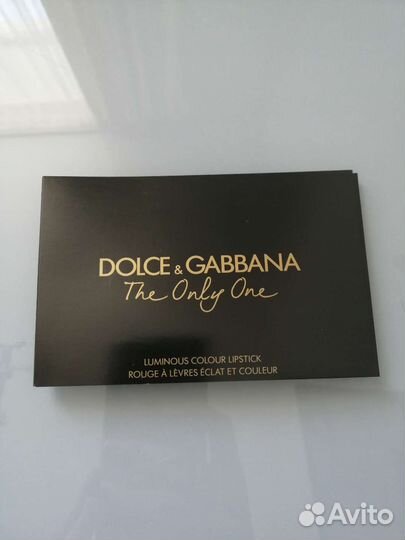 DOLCE & GABBANA
The Only One
LUMINOUS COLOUR LIPSTICK
ROUGE À LÈVRES ÉCLAT ET COULEUR
Avito